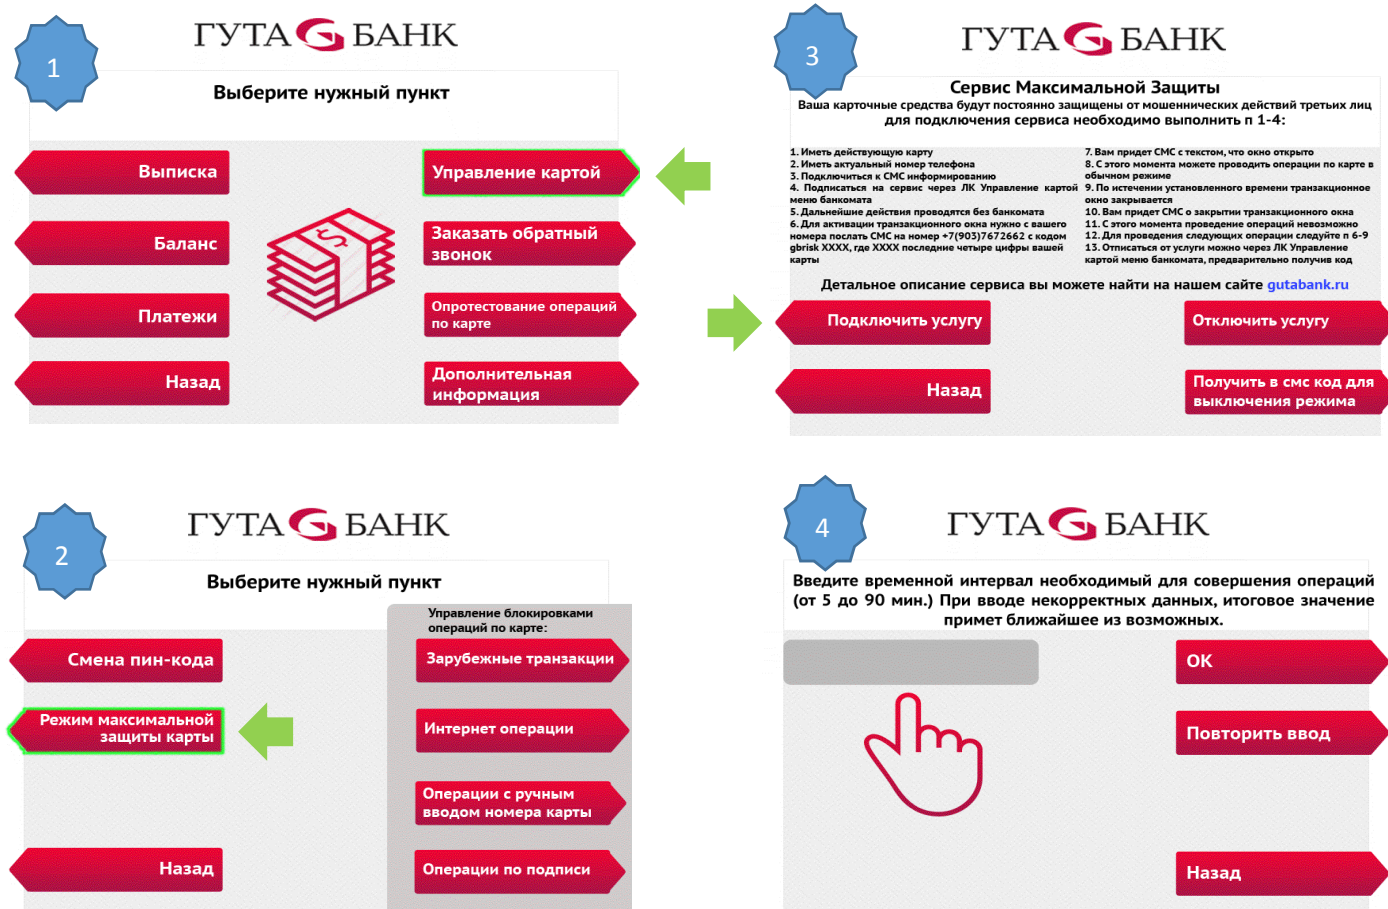 1
ГУТА БАНК
Выберите нужный пункт
Выписка
Баланс
Платежи
Назад
Управление картой
Заказать обратный
звонок
Опротестование операций
по карте
Дополнительная
информация
2
ГУТА БАНК
Выберите нужный пункт
Смена пин-кода
Режим максимальной
защиты карты
Назад
Управление блокировками
операций по карте:
Зарубежные транзакции
Интернет операции
Операции с ручным
вводом номера карты
Операции по подписи
3
ГУТА БАНК
Сервис Максимальной Защиты
Ваша карточные средства будут постоянно защищены от мошеннических действий третьих лиц
для подключения сервиса необходимо выполнить п 1-4:
1. Иметь действующую карту
2. Иметь актуальный номер телефона
3. Подключиться к СМС информированию
4. Подписаться на сервис через ЛК Управление картой
меню банкомата
5. Дальнейшие действия проводятся без банкомата
6. Для активации транзакционного окна нужно с вашего
номера послать СМС на номер +7(903)7672662 с кодом
gbrisk XXXX, где XXXX последние четыре цифры вашей
карты
7. Вам придет СМС с текстом, что окно открыто
8. С этого момента можете проводить операции по карте в
обычном режиме
9. По истечении установленного времени транзакционное
окно закрывается
10. Вам придет СМС о закрытии транзакционного окна
11. С этого момента проведение операций невозможно
12. Для проведения следующих операции следуйте п 6-9
13. Отписаться от услуги можно через ЛК Управление
картой меню банкомата, предварительно получив код
Детальное описание сервиса вы можете найти на нашем сайте gutabank.ru
Подключить услугу
Назад
Отключить услугу
Получить в смс код для
выключения режима
4
ГУТА БАНК
Введите временной интервал необходимый для совершения операций
(от 5 до 90 мин.) При вводе некорректных данных, итоговое значение
примет ближайшее из возможных.
ОК
Повторить ввод
Назад